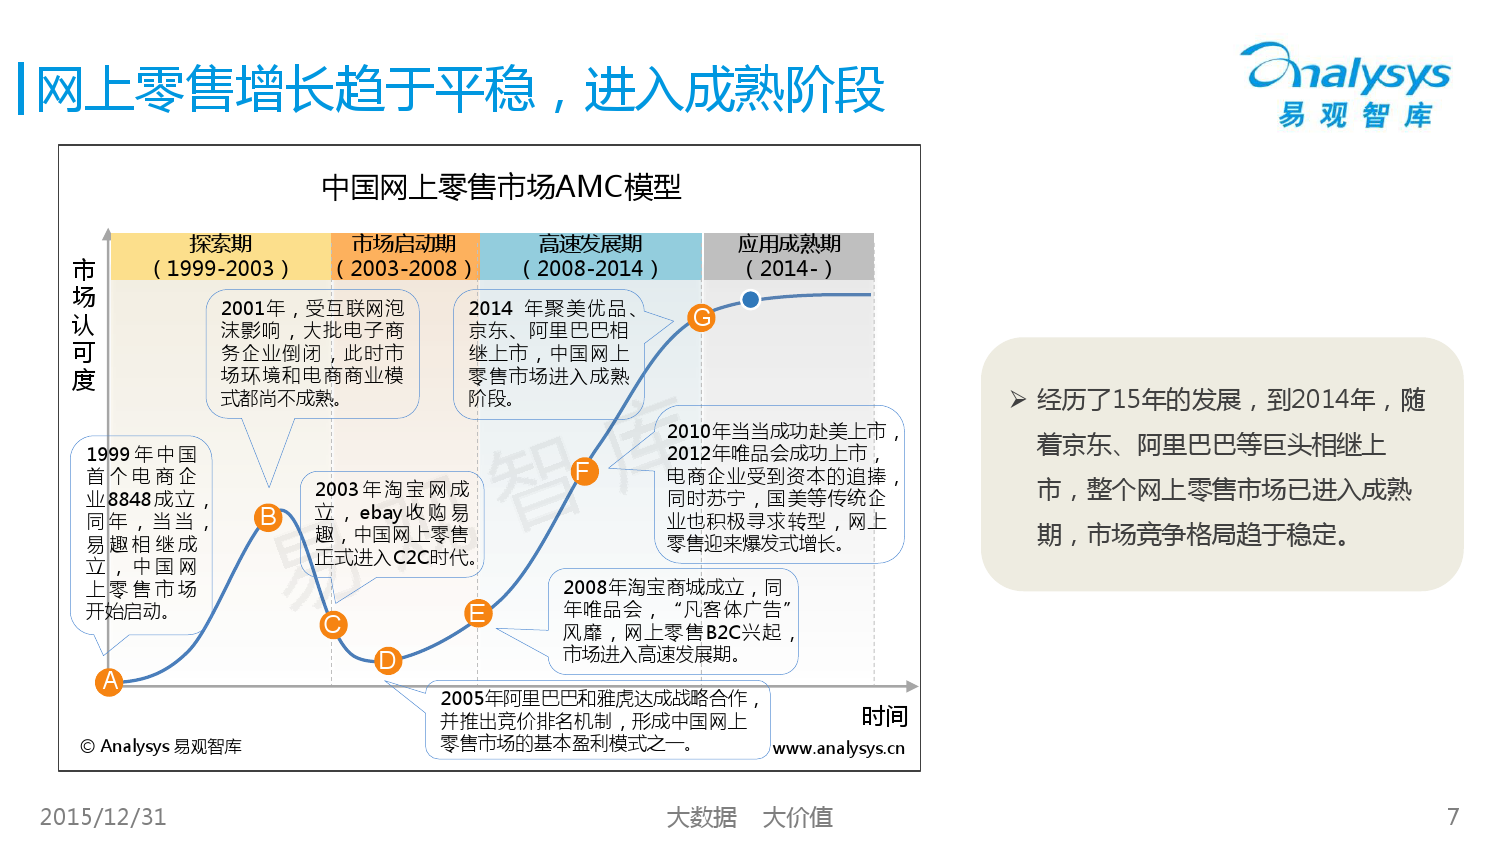 网上零售增长趋于平稳，进入成熟阶段
analysys
易观智库
中国网上零售市场AMC模型
市场认可度
探索期
（1999-2003）
市场启动期
（2003-2008）
高速发展期
（2008-2014）
应用成熟期
（2014-）
2001年，受互联网泡
沫影响，大批电子商
务企业倒闭，此时市
场环境和电商商业模
式都尚不成熟。
2014 年聚美优品、
京东、阿里巴巴相
继上市，中国网上
零售市场进入成熟
阶段。
G
2010年当当成功赴美上市，
2012年唯品会成功上市，
电商企业受到资本的追捧，
同时苏宁，国美等传统企
业也积极寻求转型，网上
零售迎来爆发式增长。
1999年中国
首个电商企
业8848成立，
同年，当当，
易趣相继成
立，中国网
上零售市场
开始启动。
F
B
2003年淘宝网成
立，ebay收购易
趣，中国网上零售
正式进入C2C时代。
易观智库
2008年淘宝商城成立，同
年唯品会，“凡客体广告”
风靡，网上零售B2C兴起，
市场进入高速发展期。
E
C
D
A
2005年阿里巴巴和雅虎达成战略合作，
并推出竞价排名机制，形成中国网上
零售市场的基本盈利模式之一。
时间
© Analysys 易观智库
www.analysys.cn
➢ 经历了15年的发展，到2014年，随
着京东、阿里巴巴等巨头相继上
市，整个网上零售市场已进入成熟
期，市场竞争格局趋于稳定。
2015/12/31
大数据 大价值
7